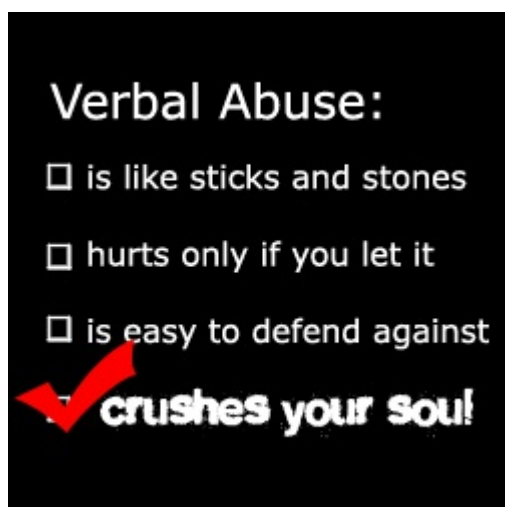 Verbal Abuse:
is like sticks and stones
hurts only if you let it
is easy to defend against
crushes your soul